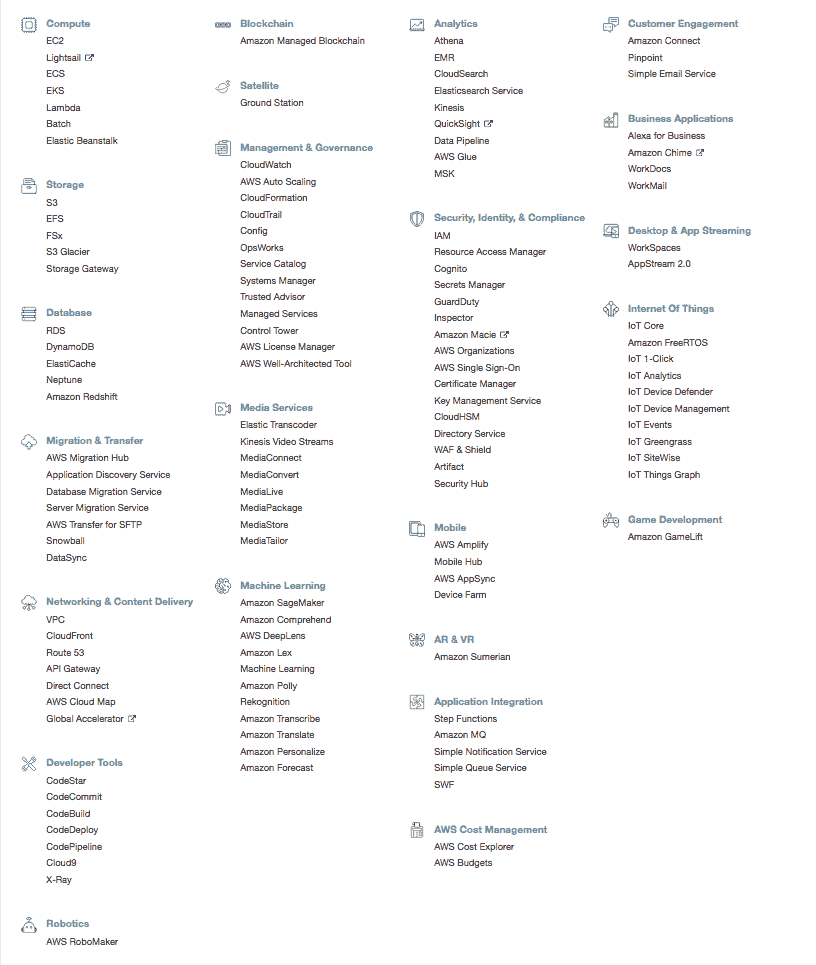 Compute
EC2
Lightsail
ECS
EKS
Lambda
Batch
Elastic Beanstalk
Storage
S3
EFS
FSx
S3 Glacier
Storage Gateway
Database
RDS
DynamoDB
ElastiCache
Neptune
Amazon Redshift
Migration & Transfer
AWS Migration Hub
Application Discovery Service
Database Migration Service
Server Migration Service
AWS Transfer for SFTP
Snowball
DataSync
Networking & Content Delivery
VPC
CloudFront
Route 53
API Gateway
Direct Connect
AWS Cloud Map
Global Accelerator
Developer Tools
CodeStar
CodeCommit
CodeBuild
CodeDeploy
CodePipeline
Cloud9
X-Ray
Robotics
AWS RoboMaker
Blockchain
Amazon Managed Blockchain
Satellite
Ground Station
Management & Governance
CloudWatch
AWS Auto Scaling
CloudFormation
CloudTrail
Config
OpsWorks
Service Catalog
Systems Manager
Trusted Advisor
Managed Services
Control Tower
AWS License Manager
AWS Well-Architected Tool
Media Services
Elastic Transcoder
Kinesis Video Streams
MediaConnect
MediaConvert
MediaLive
MediaPackage
MediaStore
MediaTailor
Machine Learning
Amazon SageMaker
Amazon Comprehend
AWS DeepLens
Amazon Lex
Machine Learning
Amazon Polly
Rekognition
Amazon Transcribe
Amazon Translate
Amazon Personalize
Amazon Forecast
Analytics
Athena
EMR
CloudSearch
Elasticsearch Service
Kinesis
QuickSight
Data Pipeline
AWS Glue
MSK
Security, Identity, & Compliance
IAM
Resource Access Manager
Cognito
Secrets Manager
GuardDuty
Inspector
Amazon Macie
AWS Organizations
AWS Single Sign-On
Certificate Manager
Key Management Service
CloudHSM
Directory Service
WAF & Shield
Artifact
Security Hub
Mobile
AWS Amplify
Mobile Hub
AWS AppSync
Device Farm
AR & VR
Amazon Sumerian
Application Integration
Step Functions
Amazon MQ
Simple Notification Service
Simple Queue Service
SWF
AWS Cost Management
AWS Cost Explorer
AWS Budgets
Customer Engagement
Amazon Connect
Pinpoint
Simple Email Service
Business Applications
Alexa for Business
Amazon Chime
WorkDocs
WorkMail
Desktop & App Streaming
WorkSpaces
AppStream 2.0
Internet Of Things
IoT Core
Amazon FreeRTOS
IoT 1-Click
IoT Analytics
IoT Device Defender
IoT Device Management
IoT Events
IoT Greengrass
IoT SiteWise
IoT Things Graph
Game Development
Amazon GameLift